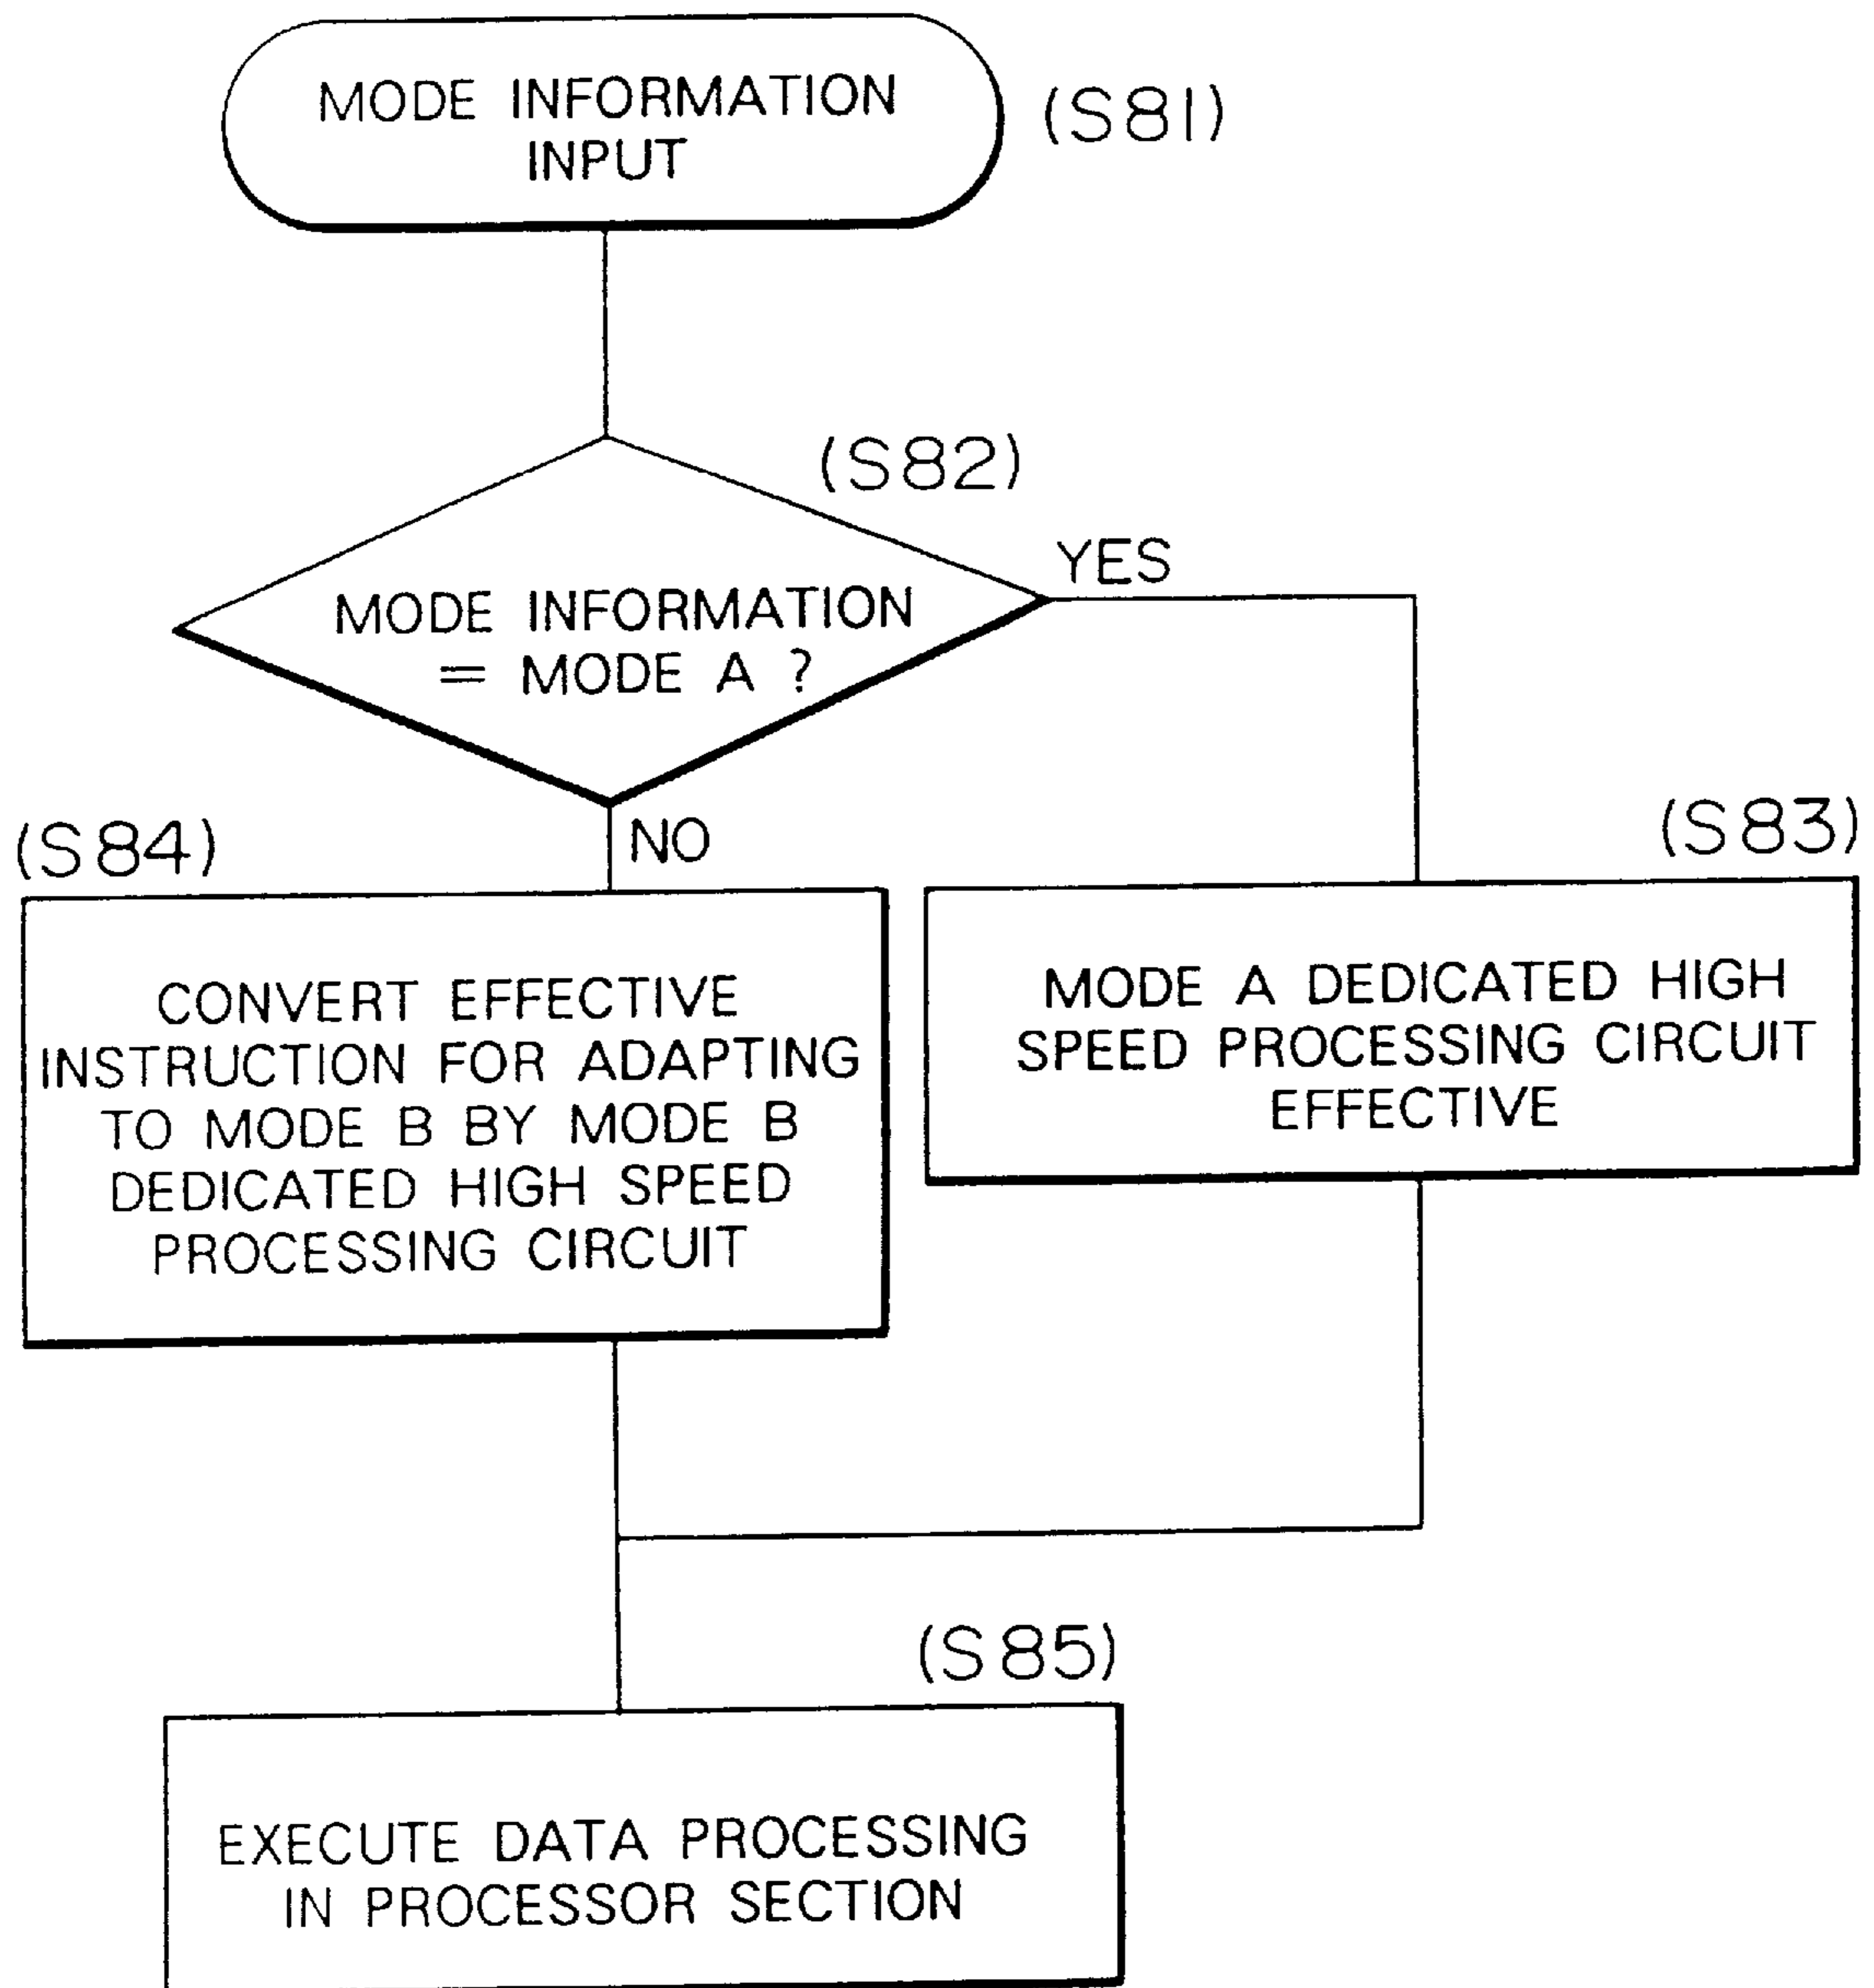 MODE INFORMATION
INPUT
(S81)
(S82)
YES
MODE INFORMATION
= MODE A ?
NO
(S84)
(S83)
CONVERT EFFECTIVE
INSTRUCTION FOR ADAPTING
TO MODE B BY MODE B
DEDICATED HIGH SPEED
PROCESSING CIRCUIT
MODE A DEDICATED HIGH
SPEED PROCESSING CIRCUIT
EFFECTIVE
(S85)
EXECUTE DATA PROCESSING
IN PROCESSOR SECTION